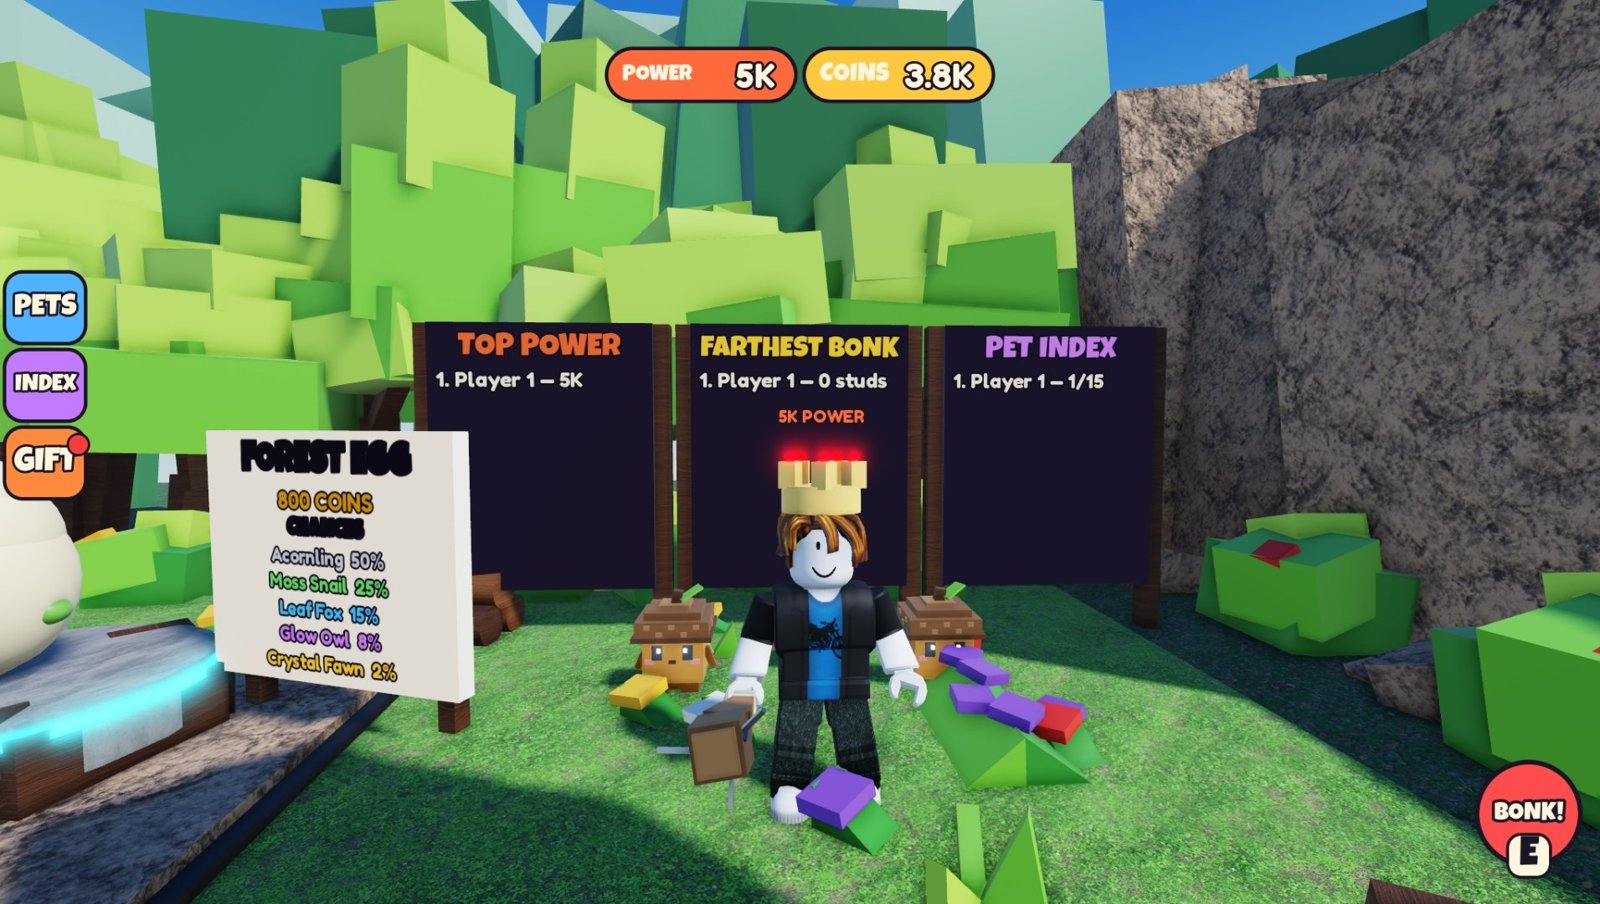 POWER 5K
COINS 3.8K
PETS
INDEX
GIFT
TOP POWER
1. Player 1 – 5K
FARTHEST BONK
1. Player 1 – 0 studs
5K POWER
PET INDEX
1. Player 1 – 1/15
FOREST EGG
800 COINS
CHANCES
Acornling 50%
Moss Snail 25%
Leaf Fox 15%
Glow Owl 8%
Crystal Fawn 2%
BONK!
E